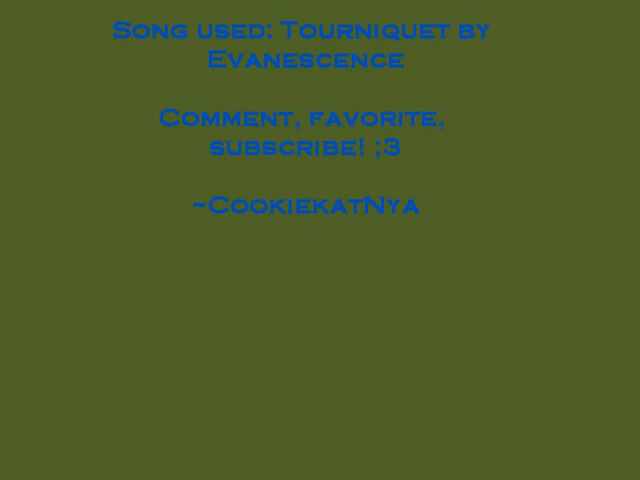 Song used: Tourniquet by
Evanescence
Comment, favorite,
subscribe! ;3
~CookiekatNya